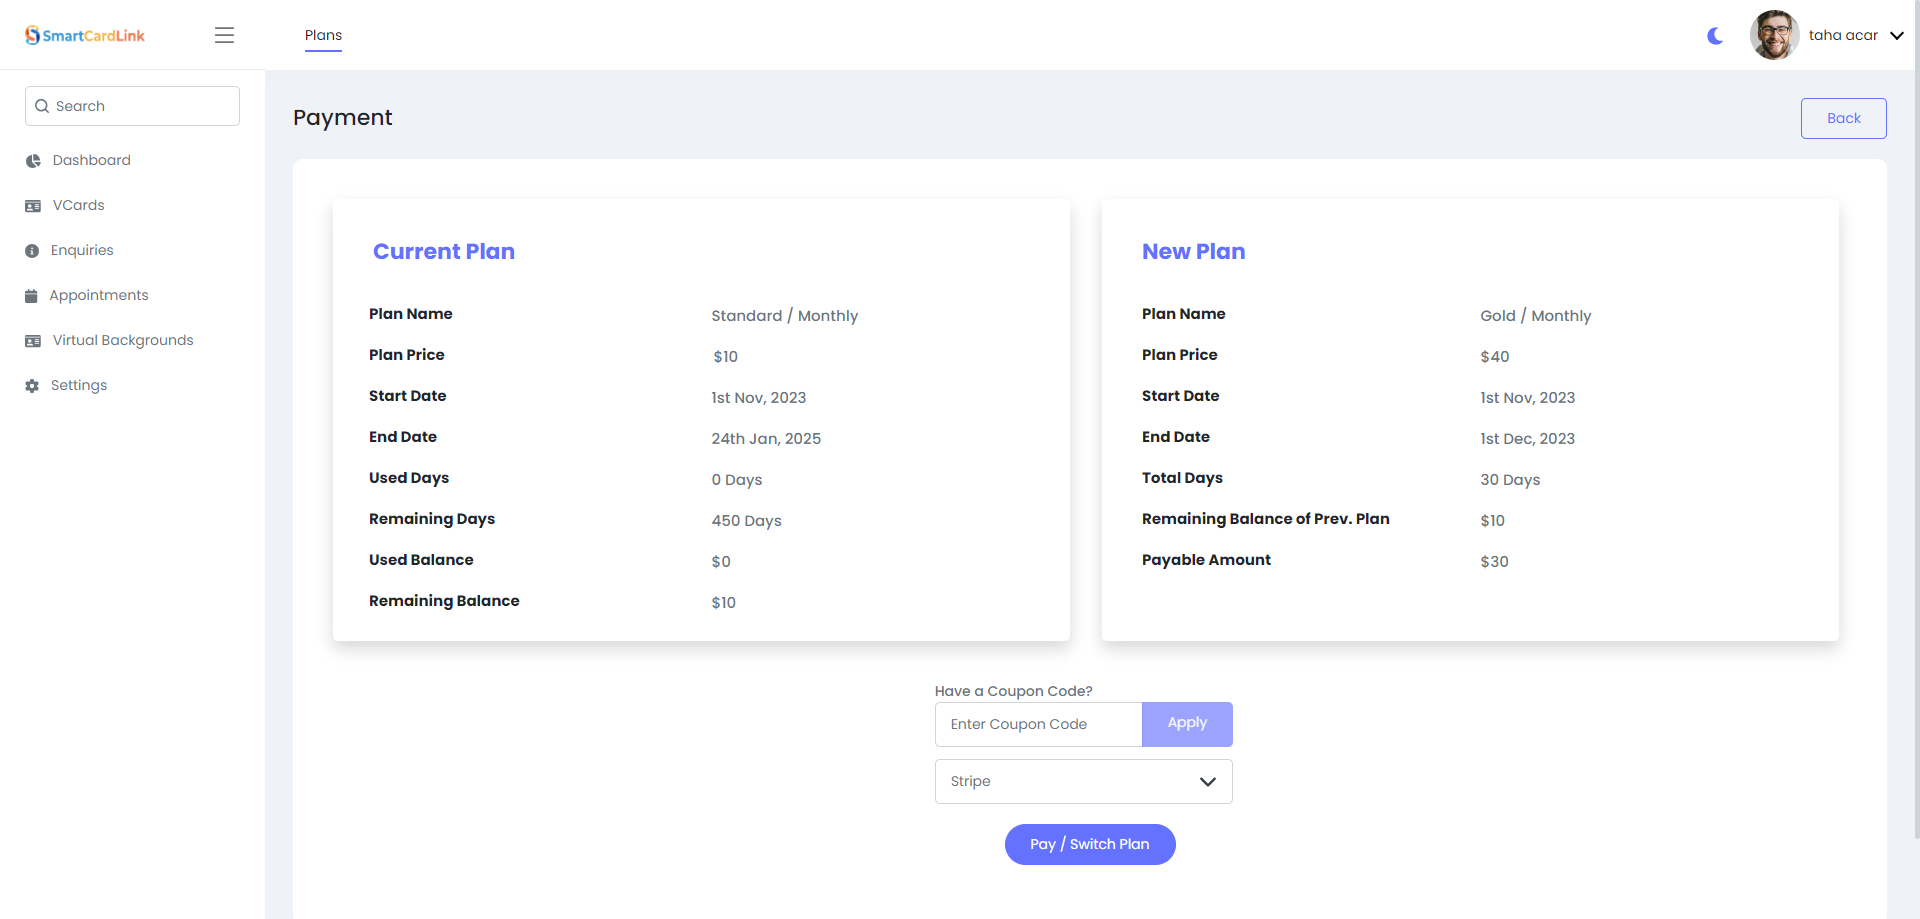 SmartCardLink
Plans
taha acar
Search
Dashboard
VCards
Enquiries
Appointments
Virtual Backgrounds
Settings
Payment
Back
Current Plan
Plan Name Standard / Monthly
Plan Price $10
Start Date 1st Nov, 2023
End Date 24th Jan, 2025
Used Days 0 Days
Remaining Days 450 Days
Used Balance $0
Remaining Balance $10
New Plan
Plan Name Gold / Monthly
Plan Price $40
Start Date 1st Nov, 2023
End Date 1st Dec, 2023
Total Days 30 Days
Remaining Balance of Prev. Plan $10
Payable Amount $30
Have a Coupon Code?
Enter Coupon Code Apply
Stripe
Pay / Switch Plan